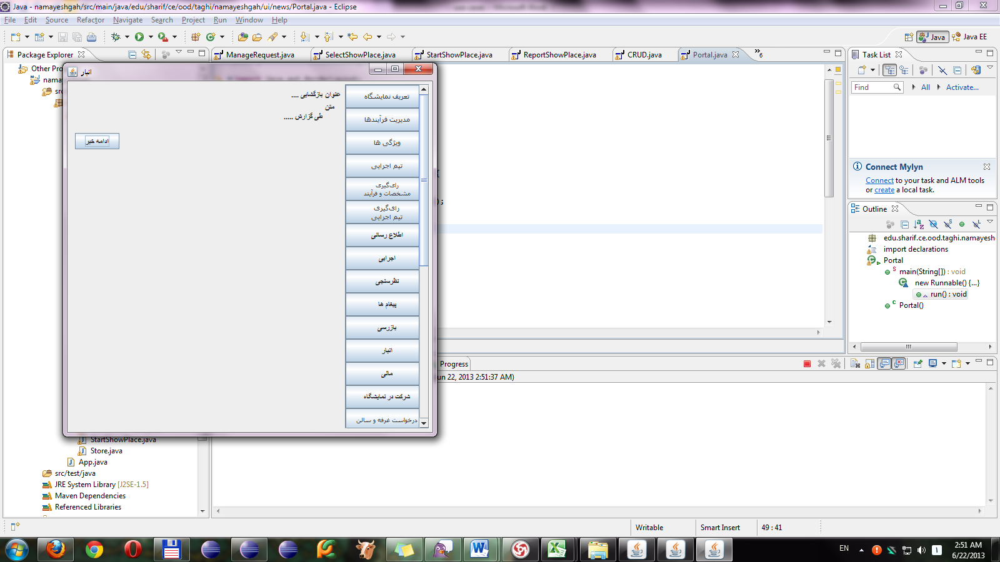 Java - namayeshgah/src/main/java/edu/sharif/ce/ood/taghi/namayeshgah/ui/news/Portal.java - Eclipse
File Edit Source Refactor Navigate Search Project Run Window Help
Java
Java EE
Package Explorer
ManageRequest.java
SelectShowPlace.java
StartShowPlace.java
ReportShowPlace.java
CRUD.java
Portal.java
»6
Task List
Other Pro
namay
src
انبار
عنوان بازگشایی ....
متن
طی گزارش .....
ادامه خبر
تعریف نمایشگاه
مدیریت فرآیندها
ویژگی ها
تیم اجرایی
رای‌گیری
مشخصات و فرآیند
رای‌گیری
تیم اجرایی
اطلاع رسانی
اجرایی
نظرسنجی
پیغام ها
بازرسی
انبار
مالی
شرکت در نمایشگاه
درخواست غرفه و سالن
{
);
Find
All
Activate...
Connect Mylyn
Connect to your task and ALM tools
or create a local task.
Outline
edu.sharif.ce.ood.taghi.namayesh
import declarations
Portal
main(String[]) : void
new Runnable() {...}
run() : void
Portal()
Progress
un 22, 2013 2:51:37 AM)
StartShowPlace.java
Store.java
App.java
src/test/java
JRE System Library [J2SE-1.5]
Maven Dependencies
Referenced Libraries
Writable
Smart Insert
49 : 41
EN
2:51 AM
6/22/2013